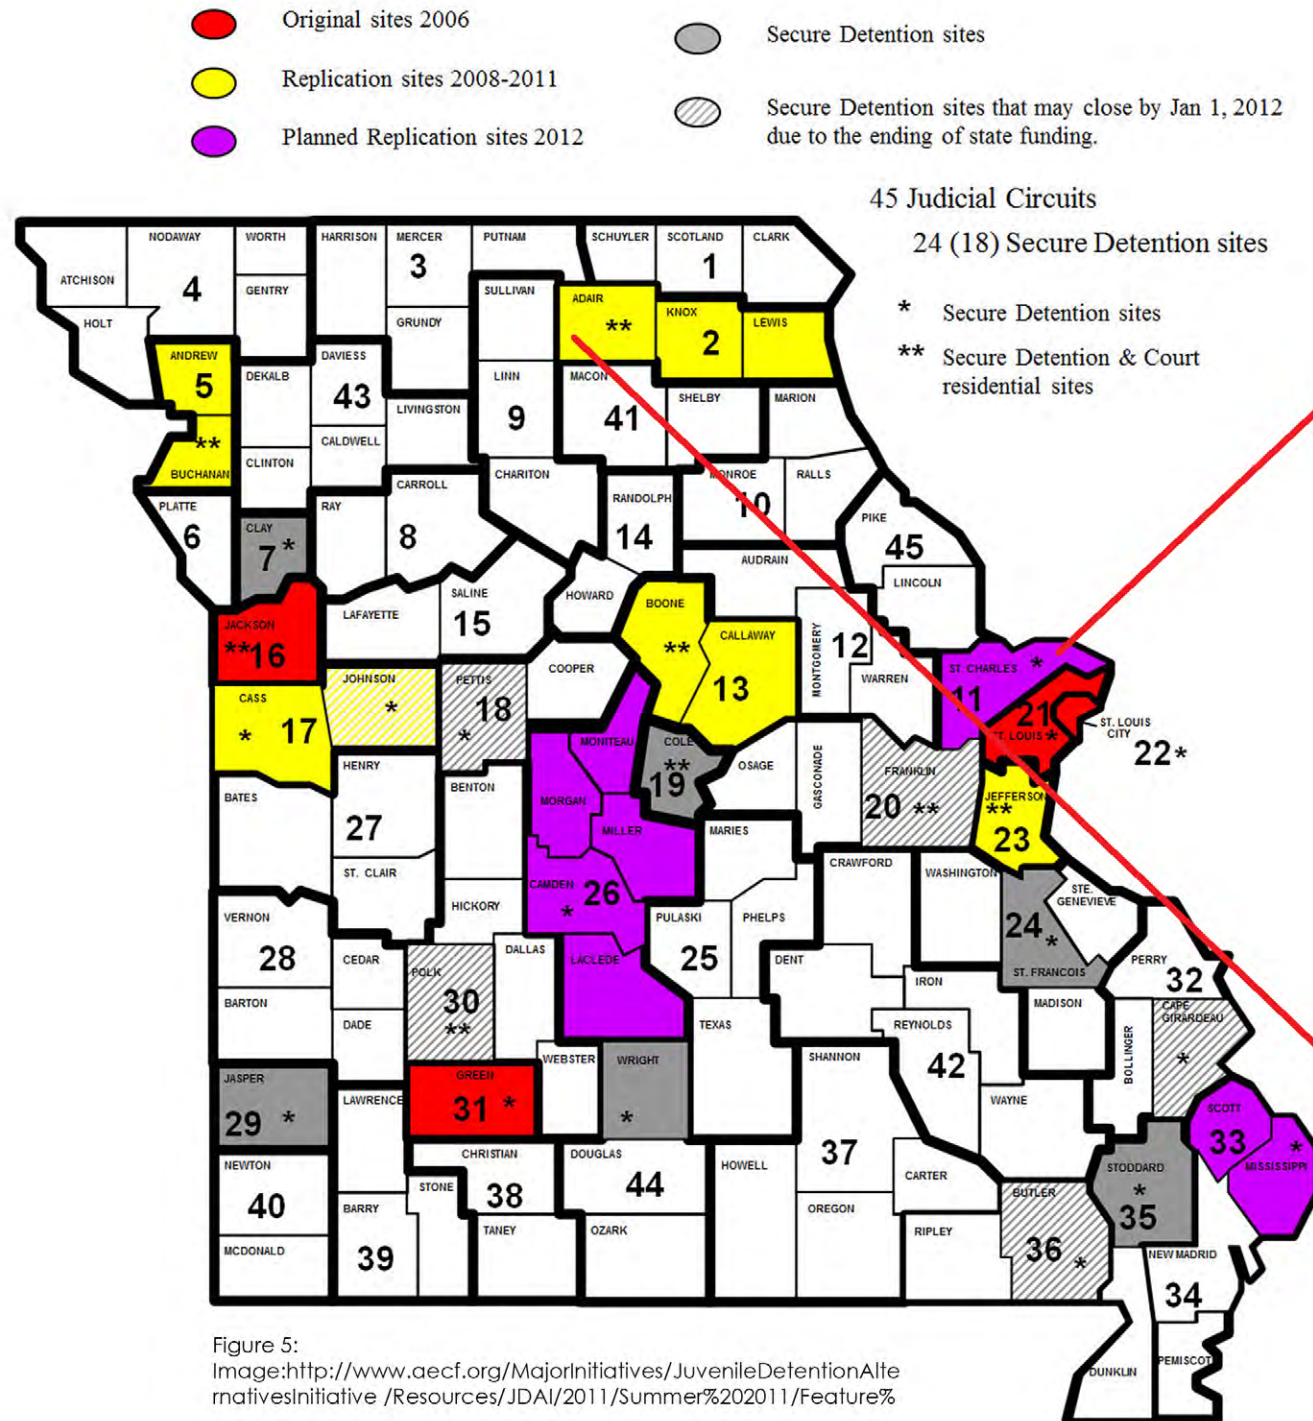 Original sites 2006
Replication sites 2008-2011
Planned Replication sites 2012
Secure Detention sites
Secure Detention sites that may close by Jan 1, 2012
due to the ending of state funding.
45 Judicial Circuits
24 (18) Secure Detention sites
* Secure Detention sites
** Secure Detention & Court
residential sites
NODAWAY
WORTH
HARRISON
MERCER
PUTNAM
SCHUYLER
SCOTLAND
CLARK
ATCHISON
4
GENTRY
3
1
SULLIVAN
HOLT
GRUNDY
ADAIR
**
KNOX
2
LEWIS
ANDREW
5
DEKALB
DAVIESS
43
LINN
9
MACON
41
SHELBY
MARION
LIVINGSTON
**
BUCHANAN
CLINTON
CALDWELL
CHARITON
MONROE
10
RALLS
PLATTE
6
CLAY
7 *
RAY
CARROLL
8
RANDOLPH
14
PIKE
45
AUDRAIN
LINCOLN
JACKSON
**16
LAFAYETTE
SALINE
15
HOWARD
BOONE
**
CALLAWAY
13
MONTGOMERY
12
WARREN
ST. CHARLES
*
11
CASS
* 17
JOHNSON
*
PETTIS
18
*
COOPER
MONITEAU
COLE
**
19
OSAGE
GASCONADE
FRANKLIN
20 **
21
ST. LOUIS *
ST. LOUIS
CITY
22*
JEFFERSON
**
23
BATES
HENRY
27
BENTON
MORGAN
MILLER
MARIES
CRAWFORD
WASHINGTON
STE.
GENEVIEVE
ST. CLAIR
HICKORY
CAMDEN 26
*
PULASKI
25
PHELPS
24 *
ST. FRANCOIS
VERNON
28
CEDAR
POLK
30
**
DALLAS
LACLEDE
DENT
IRON
PERRY
32
BARTON
DADE
TEXAS
REYNOLDS
MADISON
BOLLINGER
CAPE
GIRARDEAU
*
JASPER
29 *
LAWRENCE
GREEN
31 *
WEBSTER
WRIGHT
*
SHANNON
42
WAYNE
SCOTT
33
*
MISSISSIPPI
NEWTON
40
CHRISTIAN
38
DOUGLAS
44
HOWELL
37
CARTER
STODDARD
*
35
STONE
BARRY
39
TANEY
OZARK
OREGON
RIPLEY
BUTLER
36 *
MCDONALD
NEW MADRID
34
DUNKLIN
PEMISCOT
Figure 5:
Image:http://www.aecf.org/MajorInitiatives/JuvenileDetentionAlte
rnativesInitiative /Resources/JDAI/2011/Summer%202011/Feature%